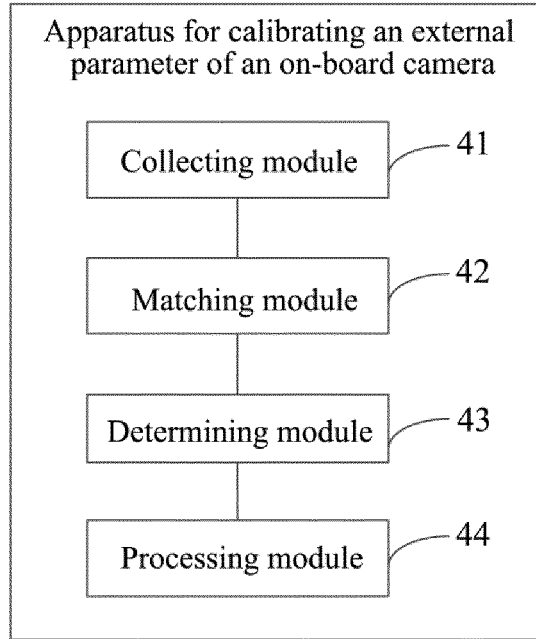 Apparatus for calibrating an external
parameter of an on-board camera
Collecting module
41
Matching module
42
Determining module
43
Processing module
44